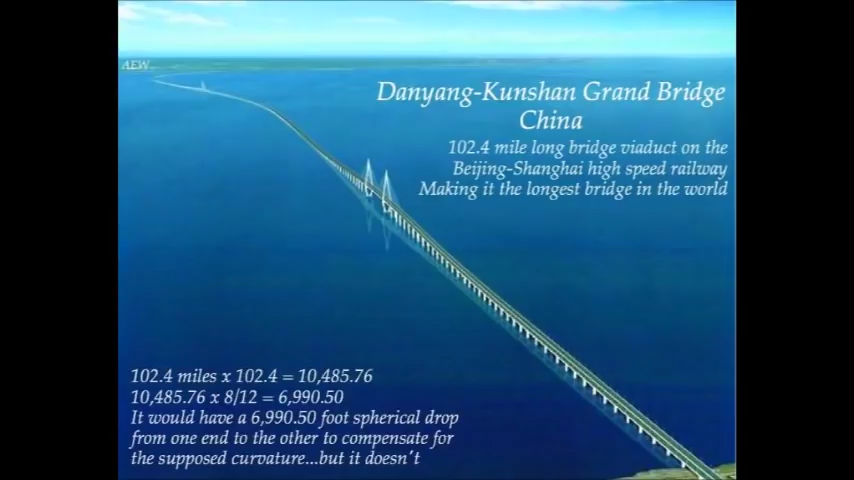 AEW
Danyang-Kunshan Grand Bridge
China
102.4 mile long bridge viaduct on the
Beijing-Shanghai high speed railway
Making it the longest bridge in the world
102.4 miles x 102.4 = 10,485.76
10,485.76 x 8/12 = 6,990.50
It would have a 6,990.50 foot spherical drop
from one end to the other to compensate for
the supposed curvature...but it doesn't